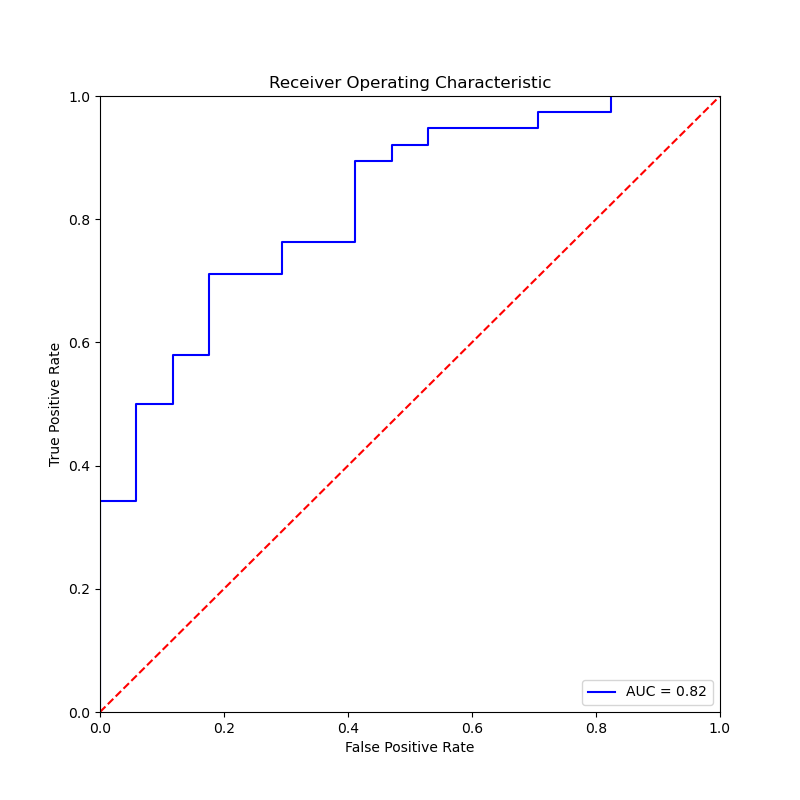 Receiver Operating Characteristic
1.0
0.8
0.6
0.4
0.2
0.0
True Positive Rate
AUC = 0.82
0.0 0.2 0.4 0.6 0.8 1.0
False Positive Rate